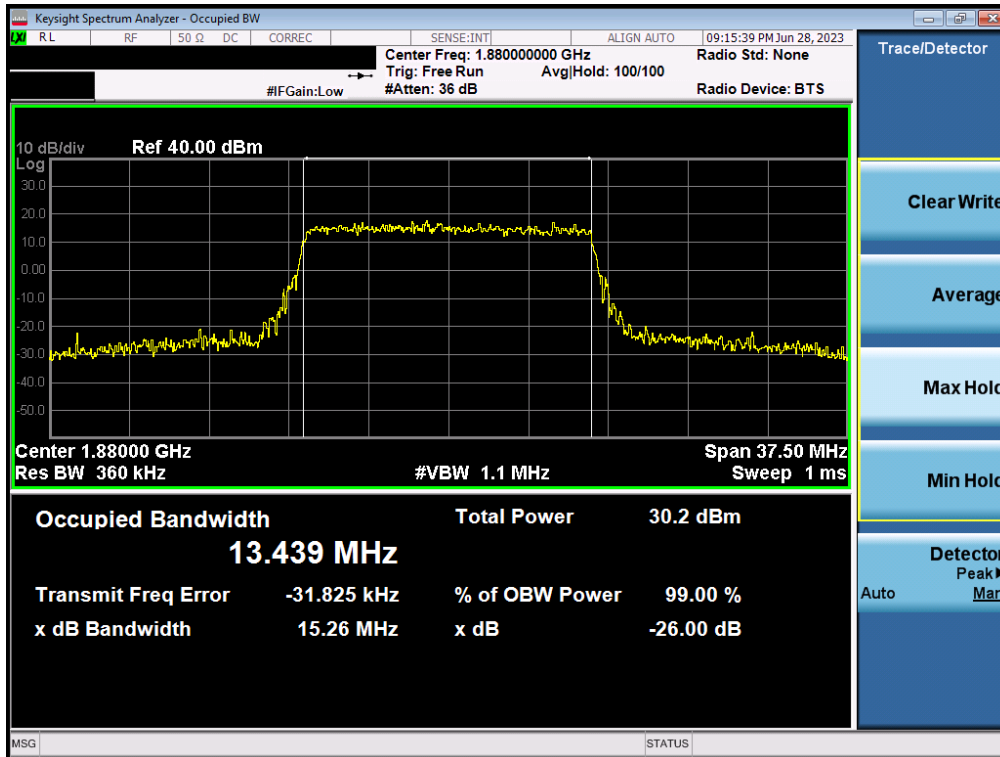 Keysight Spectrum Analyzer - Occupied BW
LXI RL RF 50 Ω DC CORREC SENSE:INT ALIGN AUTO 09:15:39 PM Jun 28, 2023
Center Freq: 1.880000000 GHz Radio Std: None
Trig: Free Run Avg|Hold: 100/100
#IFGain:Low #Atten: 36 dB Radio Device: BTS
Trace/Detector
10 dB/div Ref 40.00 dBm
Log
30.0
20.0
10.0
0.00
-10.0
-20.0
-30.0
-40.0
-50.0
Center 1.88000 GHz Span 37.50 MHz
Res BW 360 kHz #VBW 1.1 MHz Sweep 1 ms
Occupied Bandwidth Total Power 30.2 dBm
13.439 MHz
Transmit Freq Error -31.825 kHz % of OBW Power 99.00 %
x dB Bandwidth 15.26 MHz x dB -26.00 dB
Clear Write
Average
Max Hold
Min Hold
Detector
Peak
Auto Man
MSG STATUS